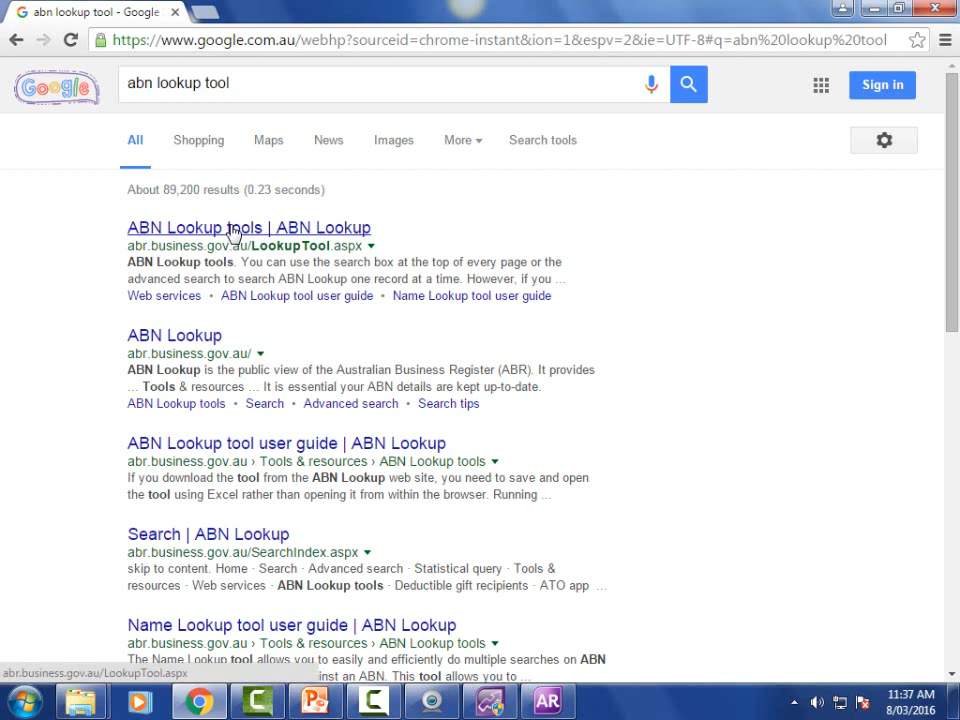 abn lookup tool - Google
https://www.google.com.au/webhp?sourceid=chrome-instant&ion=1&espv=2&ie=UTF-8#q=abn%20lookup%20tool
Google
abn lookup tool
Sign in
All Shopping Maps News Images More Search tools
About 89,200 results (0.23 seconds)
ABN Lookup tools | ABN Lookup
abr.business.gov.au/LookupTool.aspx
ABN Lookup tools. You can use the search box at the top of every page or the
advanced search to search ABN Lookup one record at a time. However, if you ...
Web services • ABN Lookup tool user guide • Name Lookup tool user guide
ABN Lookup
abr.business.gov.au/
ABN Lookup is the public view of the Australian Business Register (ABR). It provides
... Tools & resources ... It is essential your ABN details are kept up-to-date.
ABN Lookup tools • Search • Advanced search • Search tips
ABN Lookup tool user guide | ABN Lookup
abr.business.gov.au › Tools & resources › ABN Lookup tools
If you download the tool from the ABN Lookup web site, you need to save and open
the tool using Excel rather than opening it from within the browser. Running ...
Search | ABN Lookup
abr.business.gov.au/SearchIndex.aspx
skip to content. Home · Search · Advanced search · Statistical query · Tools &
resources · Web services · ABN Lookup tools · Deductible gift recipients · ATO app ...
Name Lookup tool user guide | ABN Lookup
abr.business.gov.au › Tools & resources › ABN Lookup tools
The Name Lookup tool allows you to easily and efficiently do multiple searches on ABN
inst an ABN. This tool allows you to ...
abr.business.gov.au/LookupTool.aspx
AR
11:37 AM
8/03/2016